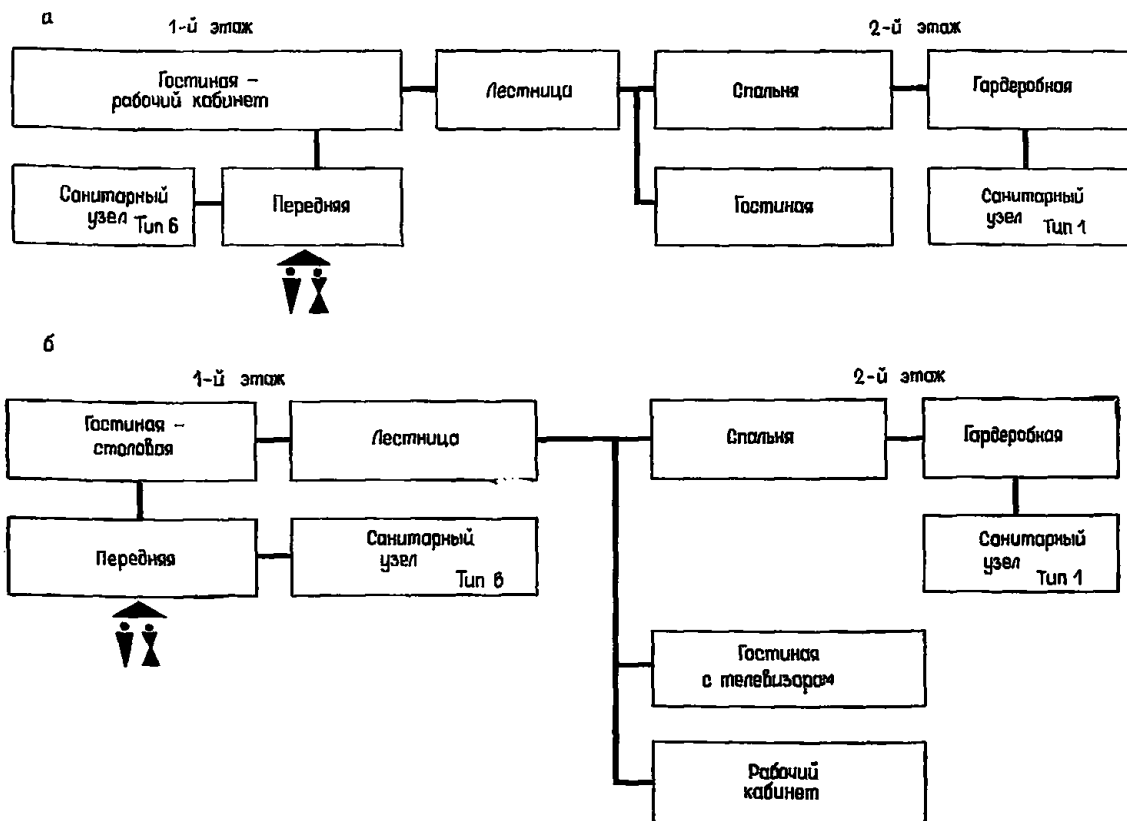 а
1-й этаж
2-й этаж
Гостиная –
рабочий кабинет
Лестница
Спальня
Гардеробная
Санитарный
узел Тип 6
Передняя
Гостиная
Санитарный
узел Тип 1
б
1-й этаж
2-й этаж
Гостиная –
столовая
Лестница
Спальня
Гардеробная
Передняя
Санитарный
узел
Тип 6
Санитарный
узел Тип 1
Гостиная
с телевизором
Рабочий
кабинет